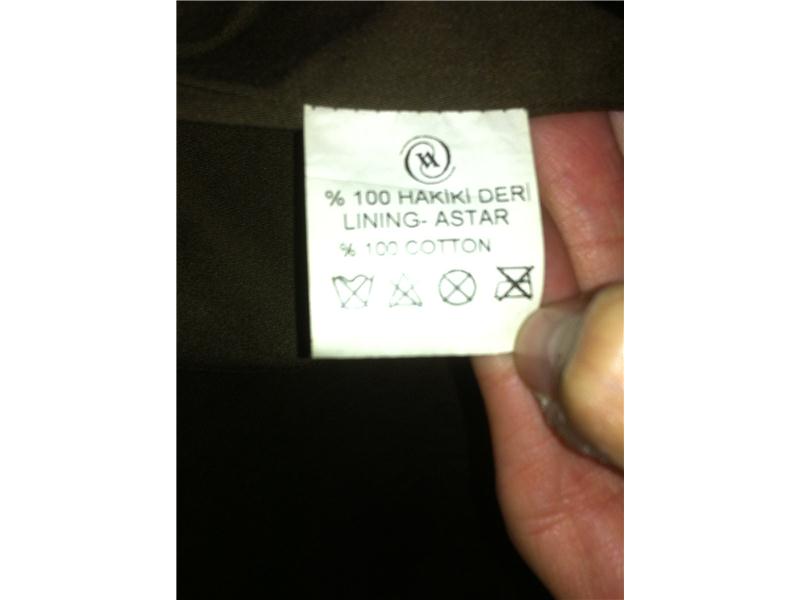 % 100 HAKİKİ DERİ
LINING- ASTAR
% 100 COTTON